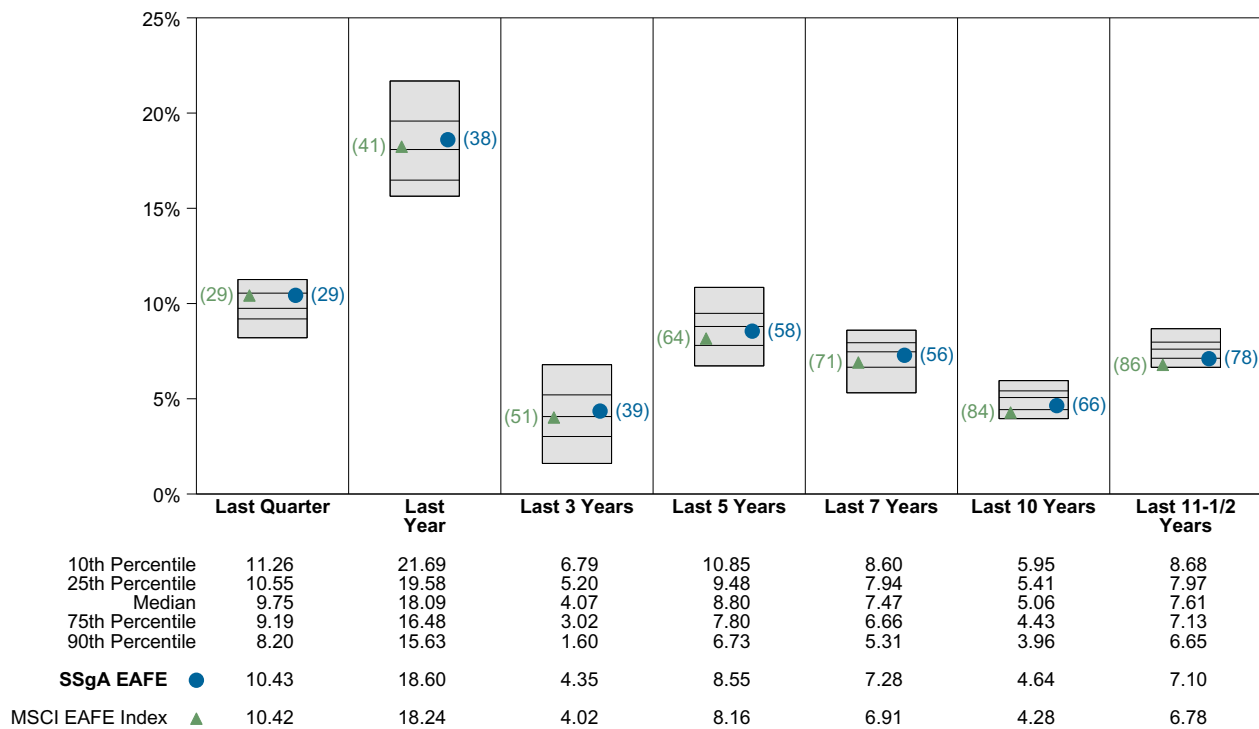 25%
20%
15%
10%
5%
0%
(29) (29)
(41) (38)
(51) (39)
(64) (58)
(71) (56)
(84) (66)
(86) (78)
Last Quarter Last Year Last 3 Years Last 5 Years Last 7 Years Last 10 Years Last 11-1/2 Years
10th Percentile 11.26 21.69 6.79 10.85 8.60 5.95 8.68
25th Percentile 10.55 19.58 5.20 9.48 7.94 5.41 7.97
Median 9.75 18.09 4.07 8.80 7.47 5.06 7.61
75th Percentile 9.19 16.48 3.02 7.80 6.66 4.43 7.13
90th Percentile 8.20 15.63 1.60 6.73 5.31 3.96 6.65
SSgA EAFE 10.43 18.60 4.35 8.55 7.28 4.64 7.10
MSCI EAFE Index 10.42 18.24 4.02 8.16 6.91 4.28 6.78